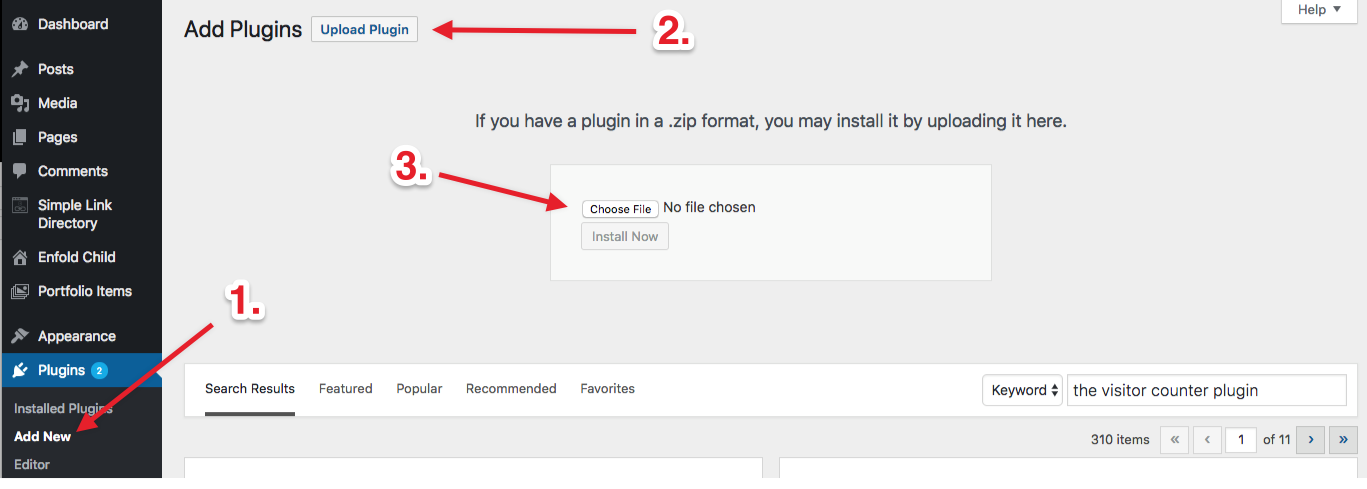 Dashboard
Posts
Media
Pages
Comments
Simple Link
Directory
Enfold Child
Portfolio Items
Appearance
Plugins 2
Installed Plugins
Add New
Editor
1.
Add Plugins Upload Plugin
2.
Help ▼
If you have a plugin in a .zip format, you may install it by uploading it here.
3.
Choose File No file chosen
Install Now
Search Results Featured Popular Recommended Favorites Keyword the visitor counter plugin
310 items « ‹ 1 of 11 › »